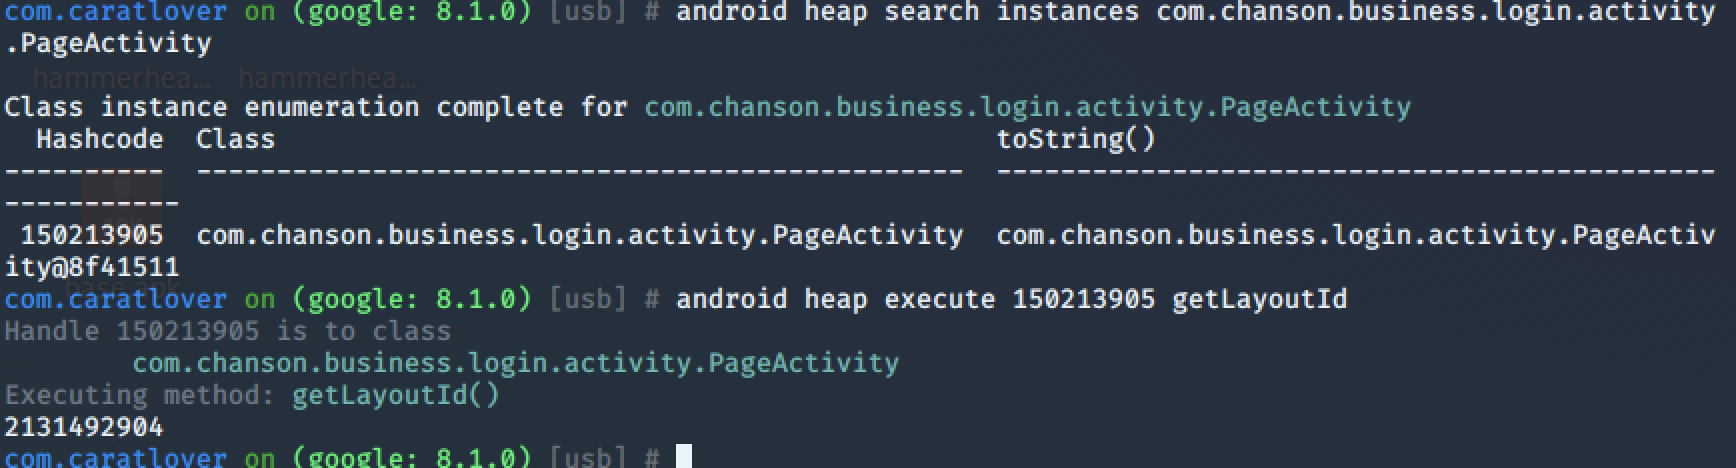 com.caratlover on (google: 8.1.0) [usb] # android heap search instances com.chanson.business.login.activity
.PageActivity
hammerhea... hammerhea...
Class instance enumeration complete for com.chanson.business.login.activity.PageActivity
Hashcode  Class  toString()
----------  ------------------------------------------------  ---------------------------------------------
-----------
150213905  com.chanson.business.login.activity.PageActivity  com.chanson.business.login.activity.PageActiv
ity@8f41511
base.apk
com.caratlover on (google: 8.1.0) [usb] # android heap execute 150213905 getLayoutId
Handle 150213905 is to class
com.chanson.business.login.activity.PageActivity
Executing method: getLayoutId()
2131492904
com.caratlover on (google: 8.1.0) [usb] #